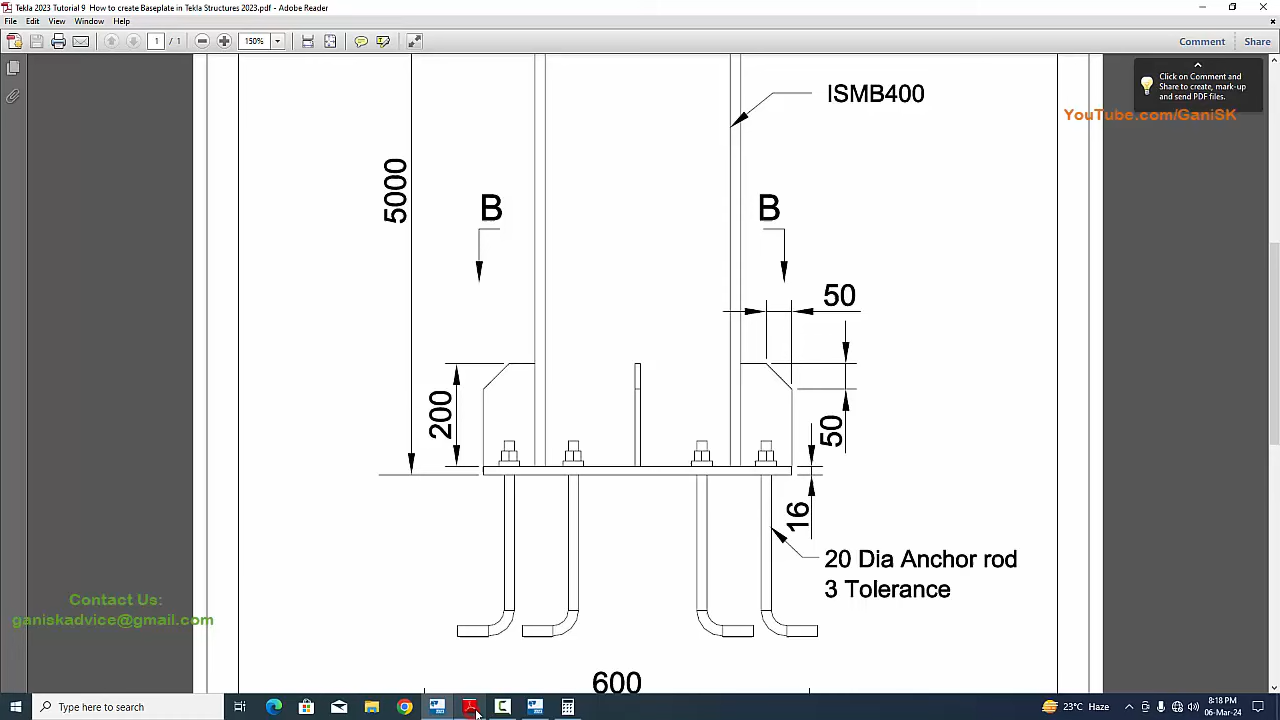 Tekla 2023 Tutorial 9 How to create Baseplate in Tekla Structures 2023.pdf - Adobe Reader
File Edit View Window Help
1 / 1 150% Comment Share
Click on Comment and
Share to create, mark-up
and send PDF files.
YouTube.com/GaniSK
ISMB400
5000
B B
50
200
50
16
20 Dia Anchor rod
3 Tolerance
Contact Us:
ganiskadvice@gmail.com
600
Type here to search
23°C Haze
8:18 PM
06-Mar-24